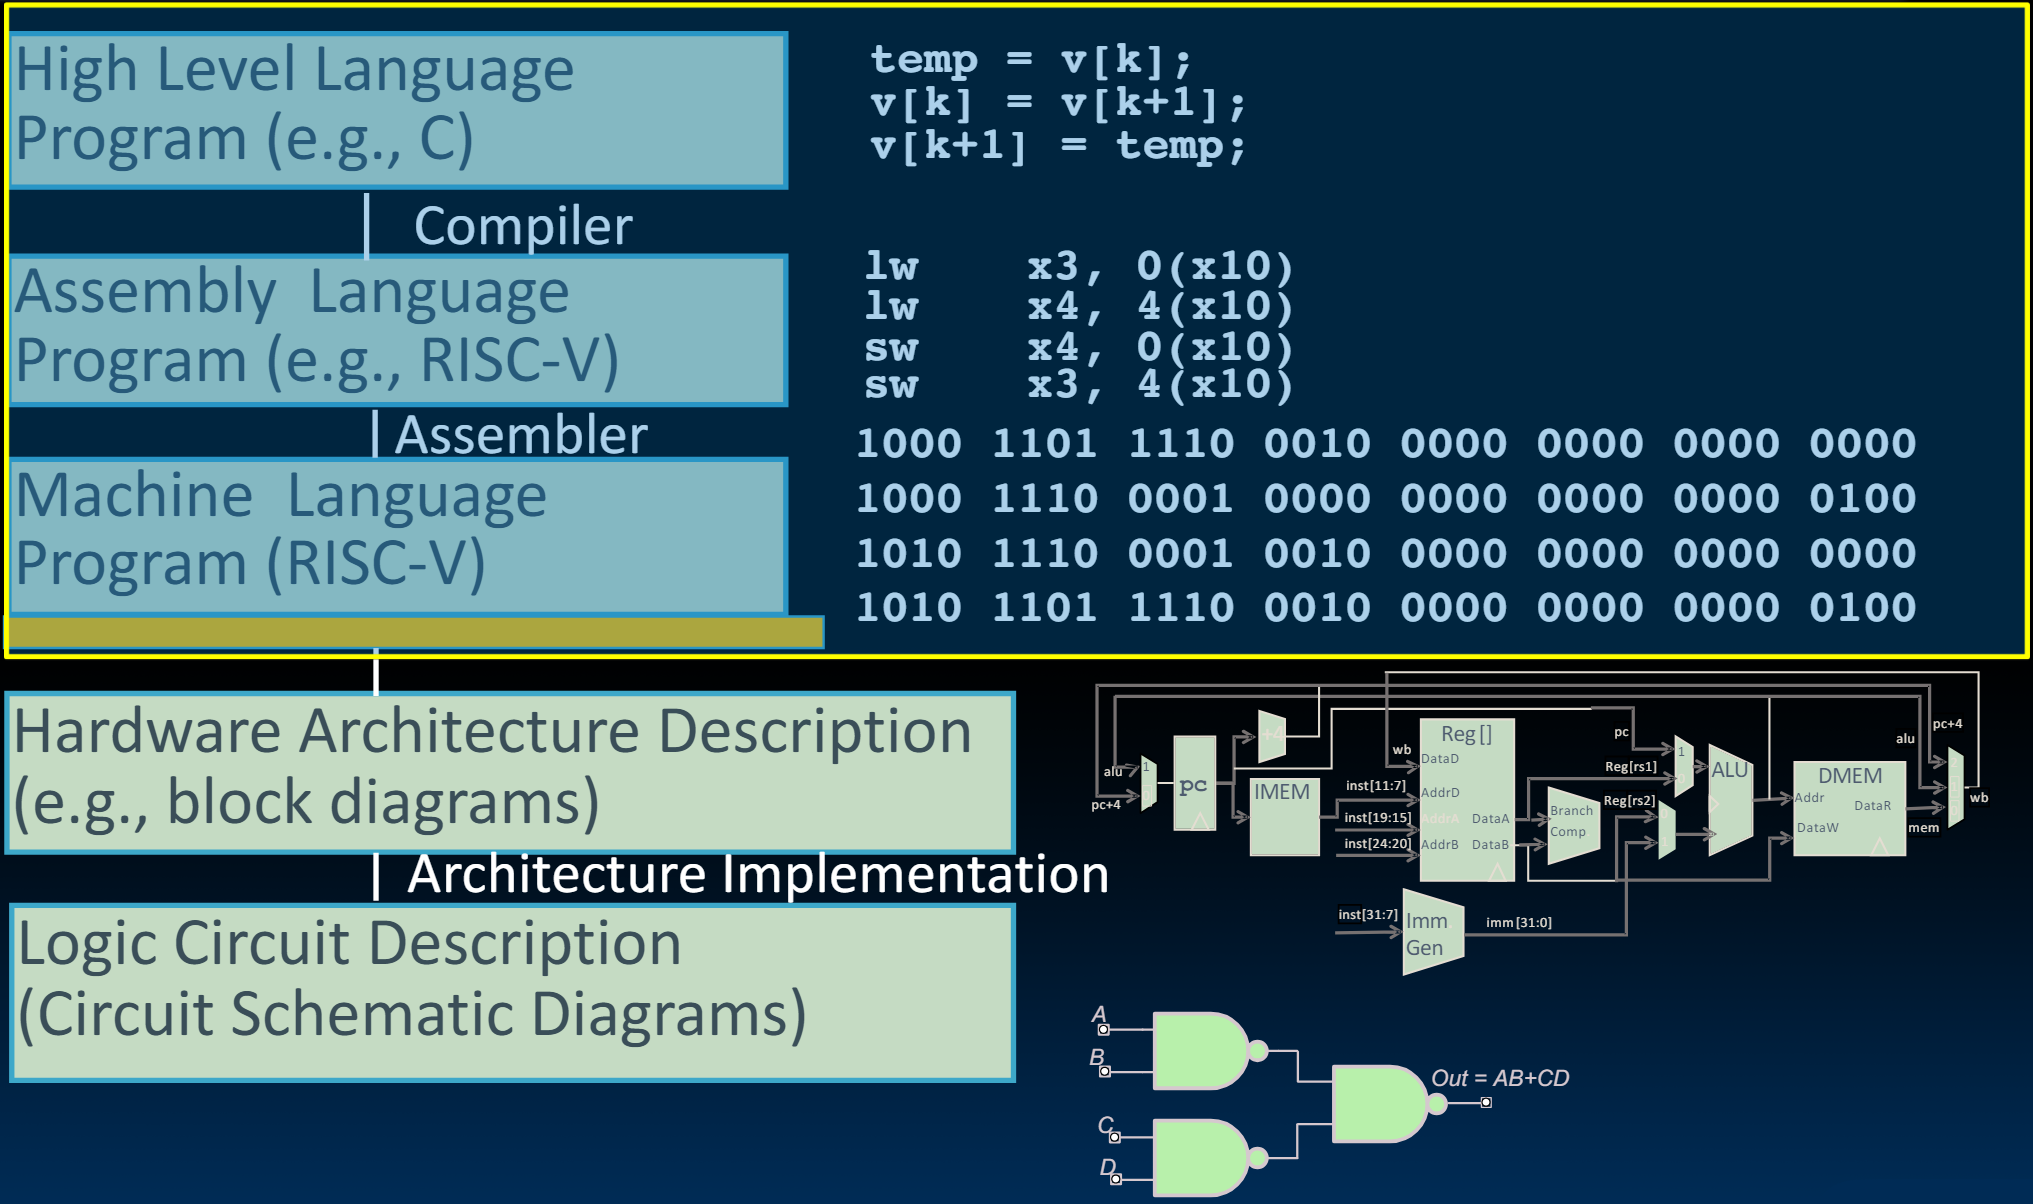 High Level Language
Program (e.g., C)
temp = v[k];
v[k] = v[k+1];
v[k+1] = temp;
Compiler
Assembly Language
Program (e.g., RISC-V)
lw x3, 0(x10)
lw x4, 4(x10)
sw x4, 0(x10)
sw x3, 4(x10)
Assembler
Machine Language
Program (RISC-V)
1000 1101 1110 0010 0000 0000 0000 0000
1000 1110 0001 0000 0000 0000 0000 0100
1010 1110 0001 0010 0000 0000 0000 0000
1010 1101 1110 0010 0000 0000 0000 0100
Hardware Architecture Description
(e.g., block diagrams)
alu
pc+4
1
pc
+4
IMEM
inst[11:7]
inst[19:15]
inst[24:20]
wb
Reg[]
DataD
AddrD
AddrA
AddrB
DataA
DataB
Branch
Comp
pc
Reg[rs1]
Reg[rs2]
1
ALU
DMEM
Addr
DataR
DataW
alu
pc+4
mem
2
wb
inst[31:7]
Imm
Gen
imm[31:0]
Architecture Implementation
Logic Circuit Description
(Circuit Schematic Diagrams)
A
B
C
D
Out = AB+CD